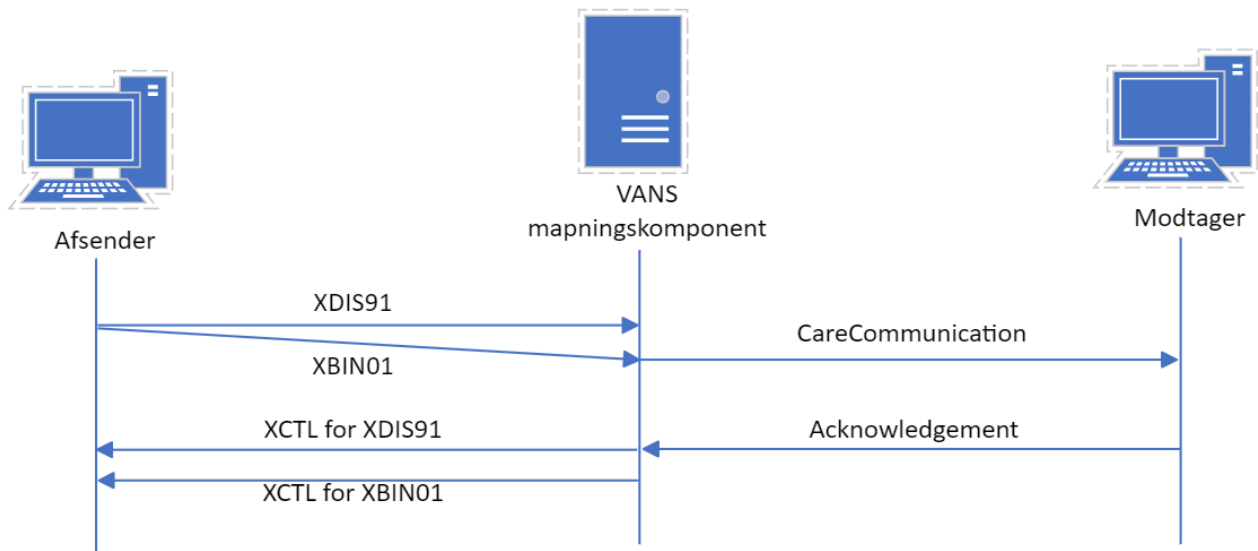 VANS
mapningskomponent
Afsender
Modtager
XDIS91
XBIN01
CareCommunication
XCTL for XDIS91
Acknowledgement
XCTL for XBIN01